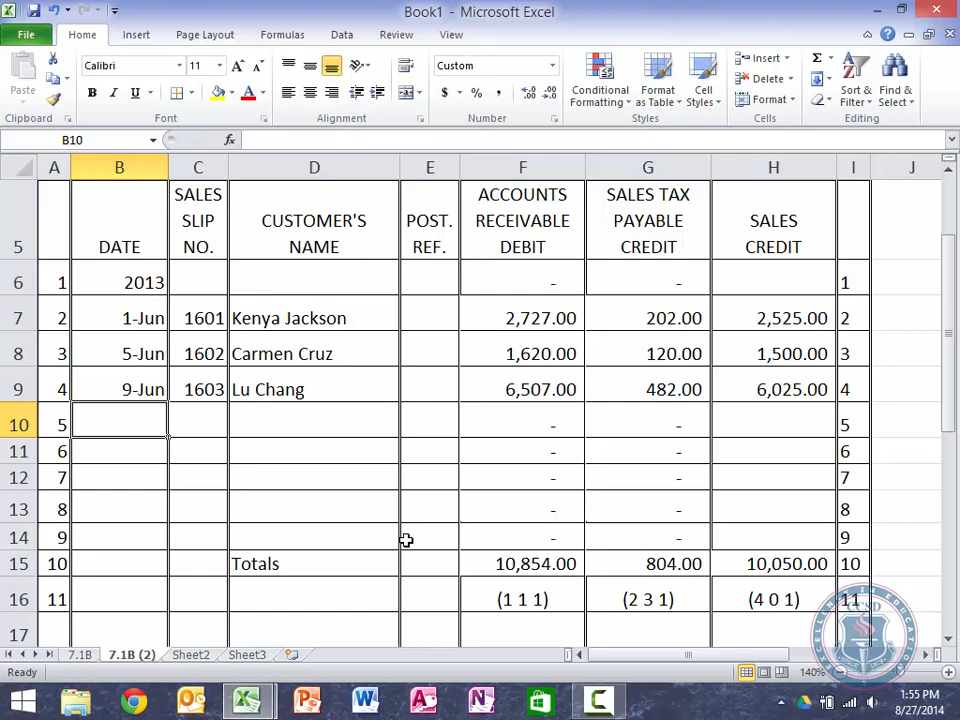 Book1 - Microsoft Excel
File Home Insert Page Layout Formulas Data Review View
Calibri 11 Custom
Paste
B I U A
$ % ,
Conditional Formatting
Format as Table
Cell Styles
Insert
Delete
Format
Sort & Filter
Find & Select
Clipboard Font Alignment Number Styles Cells Editing
B10 fx
A B C D E F G H I J
5 DATE SALES SLIP NO. CUSTOMER'S NAME POST. REF. ACCOUNTS RECEIVABLE DEBIT SALES TAX PAYABLE CREDIT SALES CREDIT
6 1 2013 - - 1
7 2 1-Jun 1601 Kenya Jackson 2,727.00 202.00 2,525.00 2
8 3 5-Jun 1602 Carmen Cruz 1,620.00 120.00 1,500.00 3
9 4 9-Jun 1603 Lu Chang 6,507.00 482.00 6,025.00 4
10 5 - - 5
11 6 - - 6
12 7 - - 7
13 8 - - 8
14 9 - - 9
15 10 Totals 10,854.00 804.00 10,050.00 10
16 11 (1 1 1) (2 3 1) (4 0 1) 11
17
CCSD
EXCELLENCE IN EDUCATION
7.1B 7.1B (2) Sheet2 Sheet3
Ready 140%
1:55 PM
8/27/2014